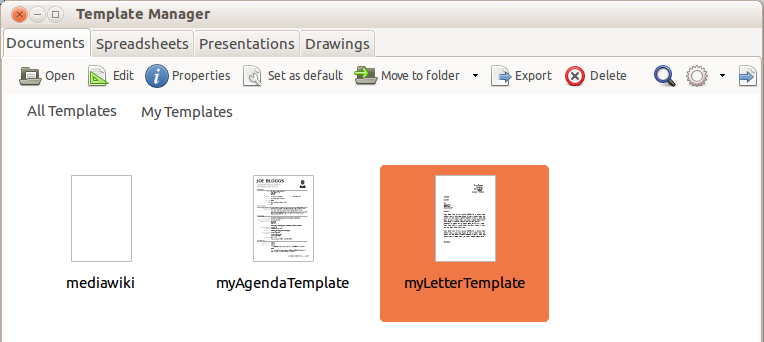 Template Manager
Documents Spreadsheets Presentations Drawings
Open Edit Properties Set as default Move to folder Export Delete
All Templates My Templates
JOE BLOGGS
mediawiki myAgendaTemplate myLetterTemplate